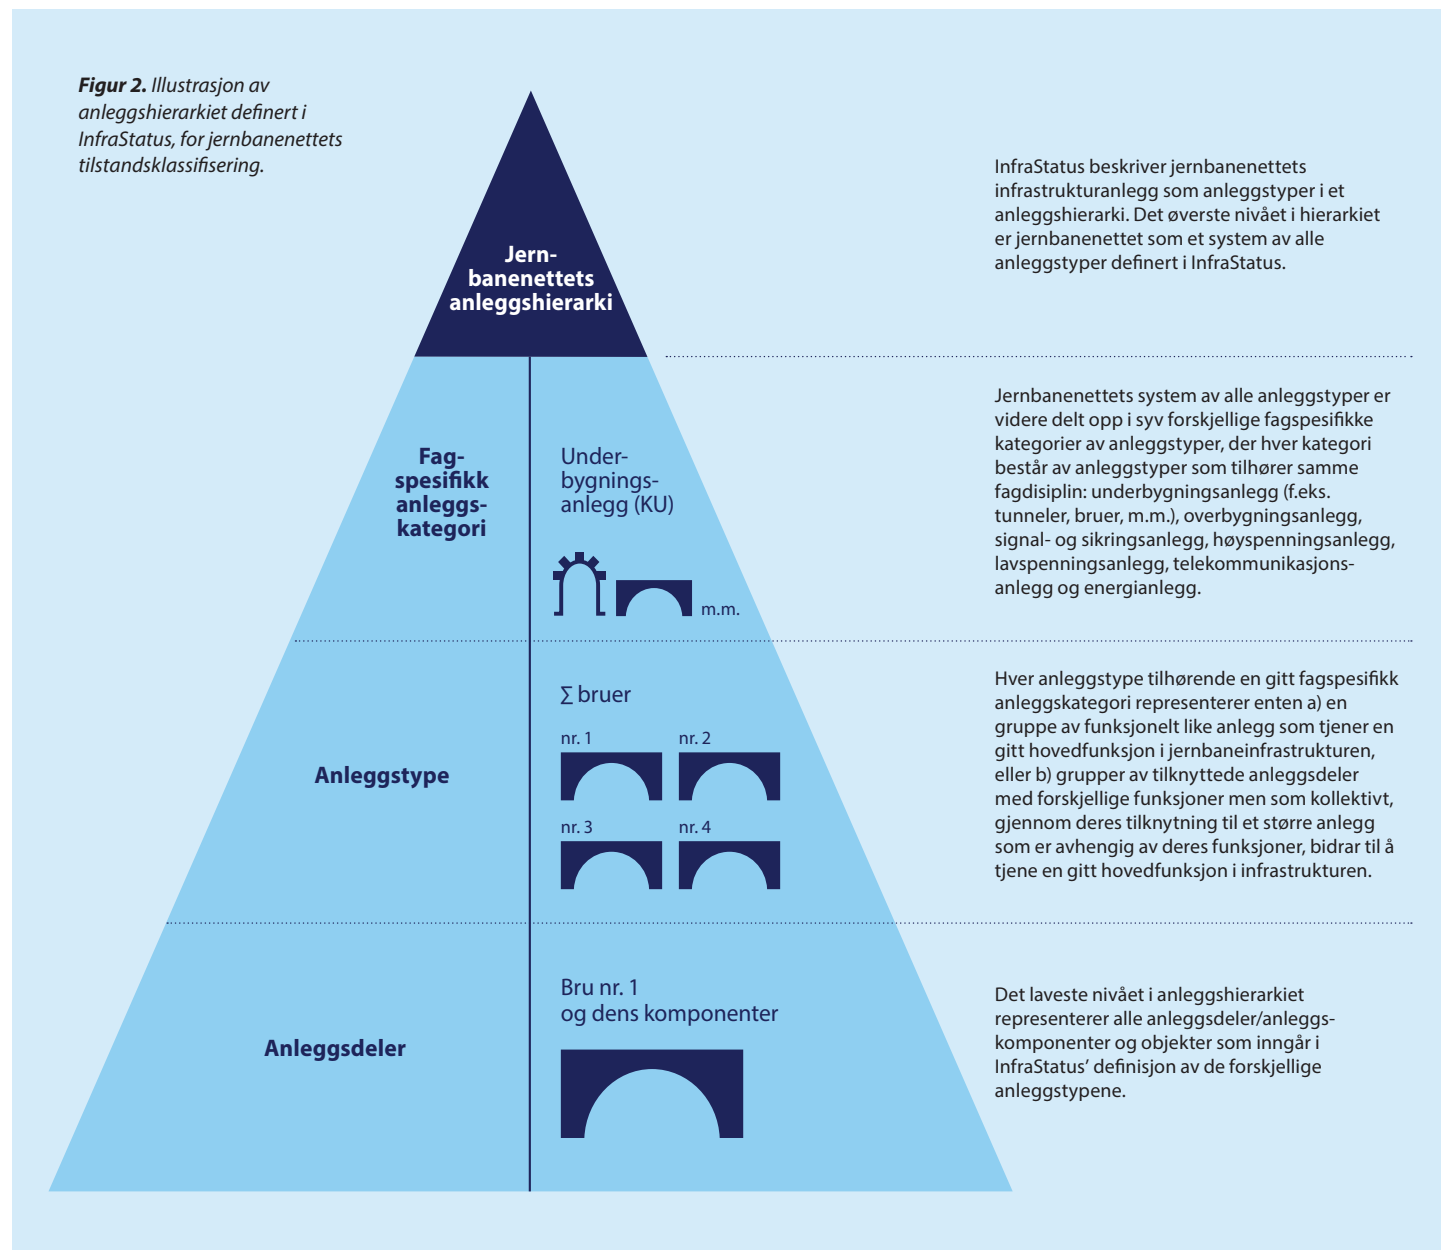 Figur 2. Illustrasjon av
anleggshierarkiet definert i
InfraStatus, for jernbanenettets
tilstandsklassifisering.
Jern-
banenettets
anleggshierarki
InfraStatus beskriver jernbanenettets
infrastrukturanlegg som anleggstyper i et
anleggshierarki. Det øverste nivået i hierarkiet
er jernbanenettet som et system av alle
anleggstyper definert i InfraStatus.
Fag-
spesifikk
anleggs-
kategori
Under-
bygnings-
anlegg (KU)
m.m.
Jernbanenettets system av alle anleggstyper er
videre delt opp i syv forskjellige fagspesifikke
kategorier av anleggstyper, der hver kategori
består av anleggstyper som tilhører samme
fagdisiplin: underbygningsanlegg (f.eks.
tunneler, bruer, m.m.), overbygningsanlegg,
signal- og sikringsanlegg, høyspenningsanlegg,
lavspenningsanlegg, telekommunikasjons-
anlegg og energianlegg.
Anleggstype
∑ bruer
nr. 1
nr. 2
nr. 3
nr. 4
Hver anleggstype tilhørende en gitt fagspesifikk
anleggskategori representerer enten a) en
gruppe av funksjonelt like anlegg som tjener en
gitt hovedfunksjon i jernbaneinfrastrukturen,
eller b) grupper av tilknyttede anleggsdeler
med forskjellige funksjoner men som kollektivt,
gjennom deres tilknytning til et større anlegg
som er avhengig av deres funksjoner, bidrar til å
tjene en gitt hovedfunksjon i infrastrukturen.
Anleggsdeler
Bru nr. 1
og dens komponenter
Det laveste nivået i anleggshierarkiet
representerer alle anleggsdeler/anleggs-
komponenter og objekter som inngår i
InfraStatus’ definisjon av de forskjellige
anleggstypene.